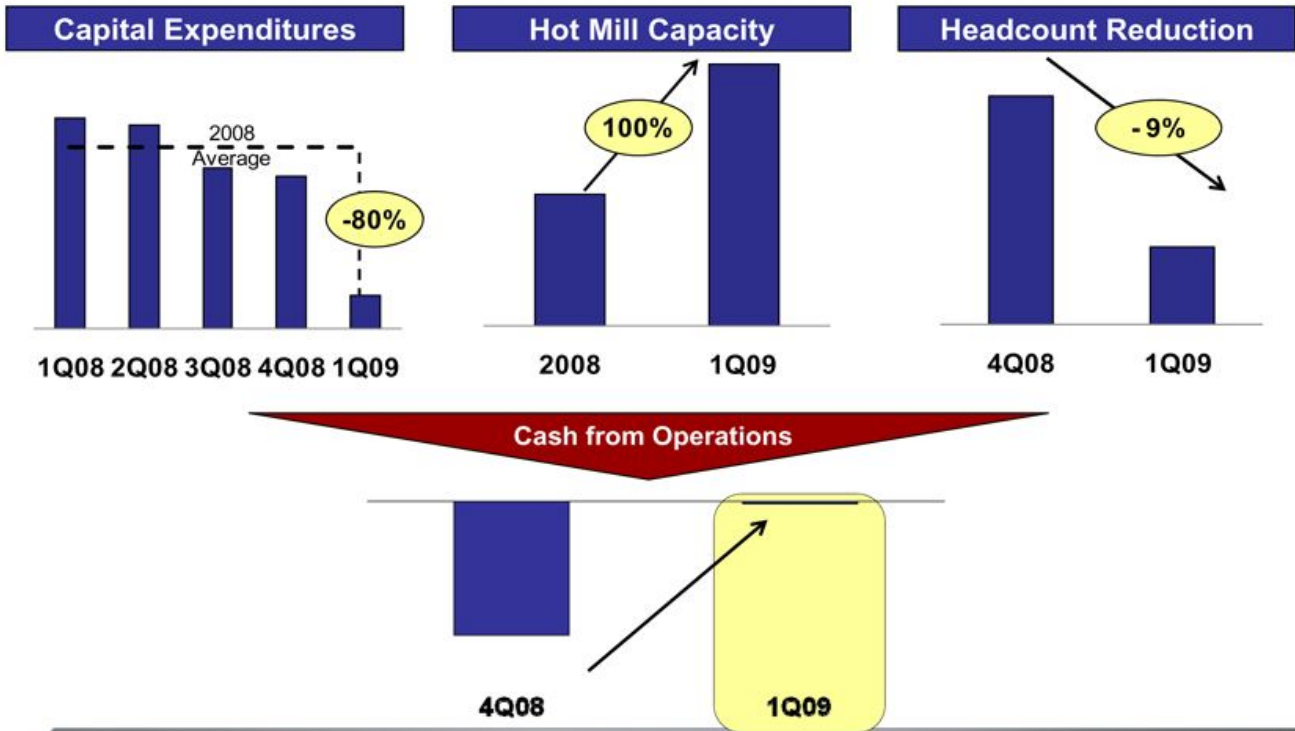 Capital Expenditures
2008
Average
-80%
1Q08 2Q08 3Q08 4Q08 1Q09
Hot Mill Capacity
100%
2008 1Q09
Headcount Reduction
- 9%
4Q08 1Q09
Cash from Operations
4Q08 1Q09